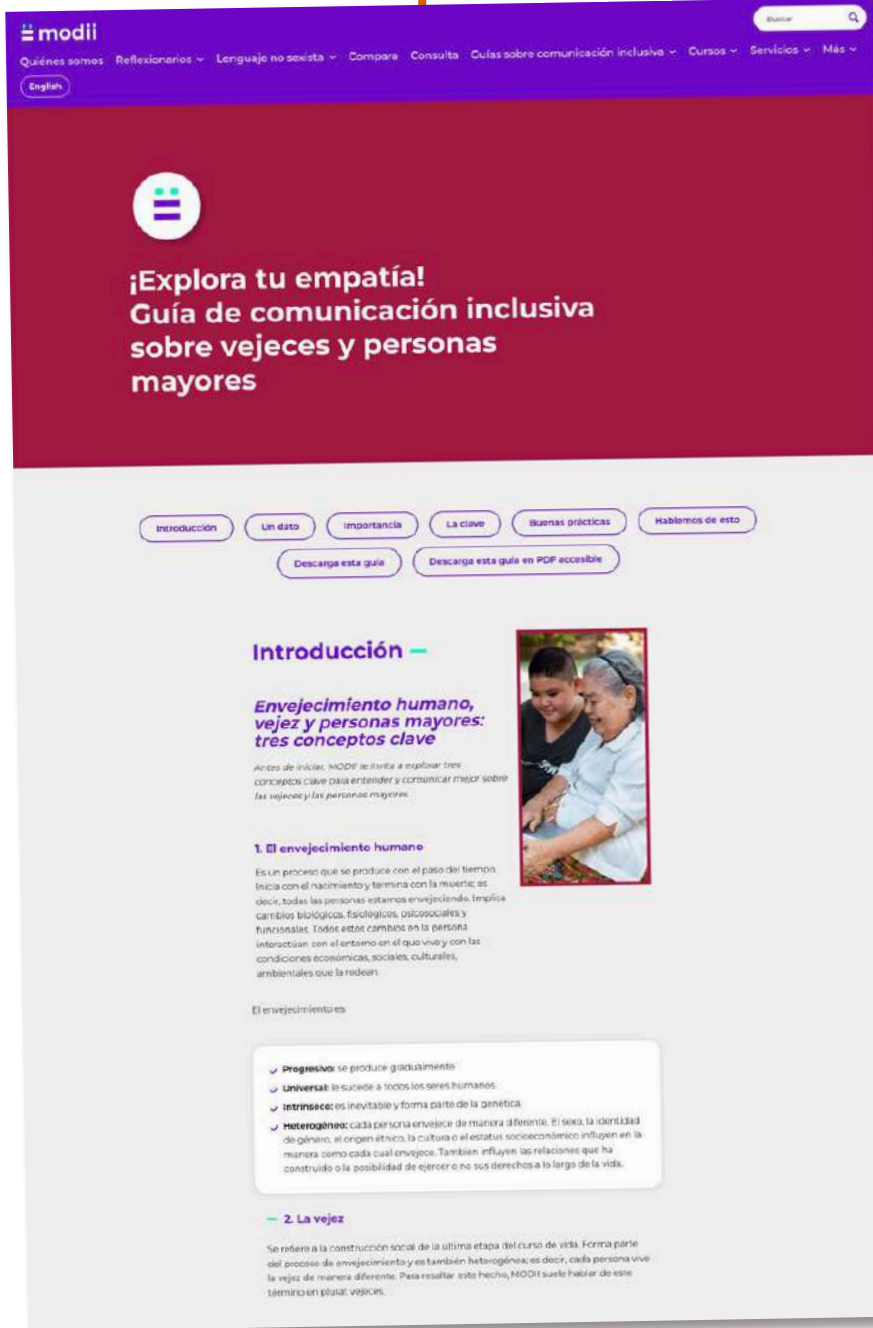 modii
Buscar
Quiénes somos Reflexionarios Lenguaje no sexista Compara Consulta Guías sobre comunicación inclusiva Cursos Servicios Más
English
¡Explora tu empatía!
Guía de comunicación inclusiva
sobre vejeces y personas
mayores
Introducción Un dato Importancia La clave Buenas prácticas Hablemos de esto
Descarga esta guía Descarga esta guía en PDF accesible
Introducción
Envejecimiento humano,
vejez y personas mayores:
tres conceptos clave
Antes de iniciar, MODII te invita a explorar tres
conceptos clave para entender y comunicar mejor sobre
las vejeces y las personas mayores.
1. El envejecimiento humano
Es un proceso que se produce con el paso del tiempo.
Inicia con el nacimiento y termina con la muerte; es
decir, todas las personas estamos envejeciendo. Implica
cambios biológicos, fisiológicos, psicosociales y
funcionales. Todos estos cambios en la persona
interactúan con el entorno en el que vive y con las
condiciones económicas, sociales, culturales,
ambientales que la rodean.
El envejecimiento es:
Progresivo: se produce gradualmente.
Universal: le sucede a todos los seres humanos.
Intrínseco: es inevitable y forma parte de la genética.
Heterogéneo: cada persona envejece de manera diferente. El sexo, la identidad
de género, el origen étnico, la cultura o el estatus socioeconómico influyen en la
manera como cada cual envejece. También influyen las relaciones que ha
construido o la posibilidad de ejercer o no sus derechos a lo largo de la vida.
2. La vejez
Se refiere a la construcción social de la última etapa del curso de vida. Forma parte
del proceso de envejecimiento y es también heterogénea; es decir, cada persona vive
la vejez de manera diferente. Para resaltar este hecho, MODII suele hablar de este
término en plural: vejeces.